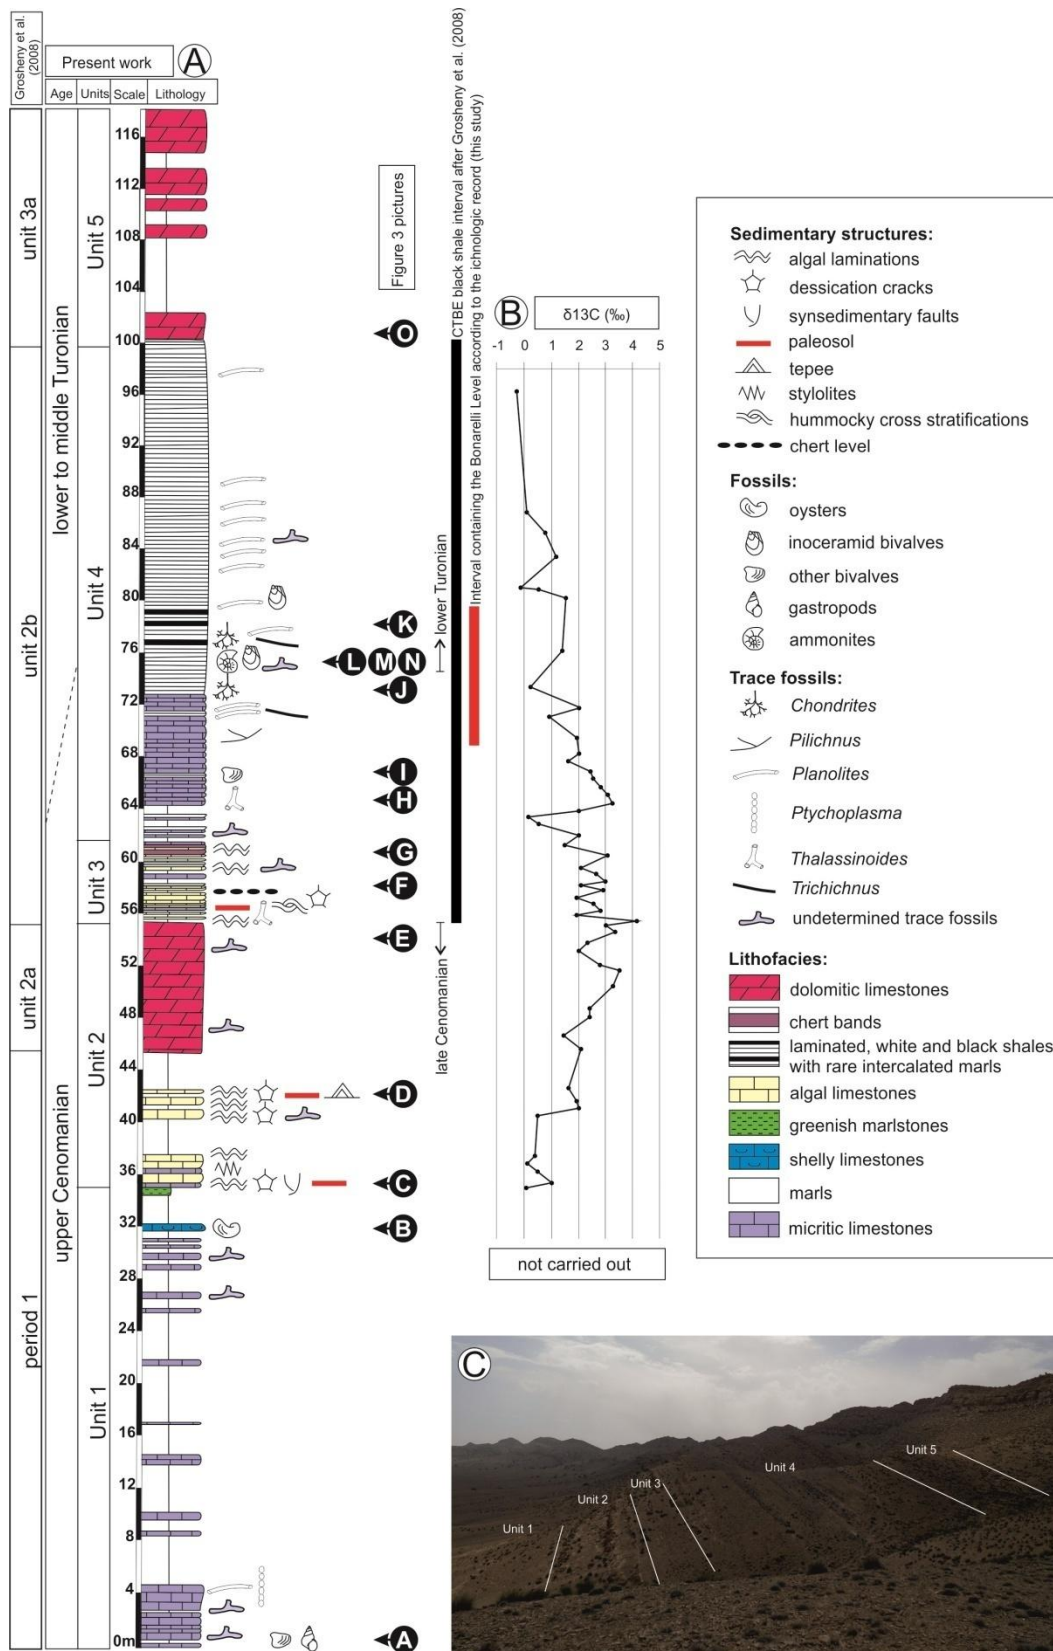 Grosheny et al.
(2008)
Present work
A
Age
Units
Scale
Lithology
unit 3a
unit 2b
unit 2a
period 1
lower to middle Turonian
upper Cenomanian
Unit 5
Unit 4
Unit 3
Unit 2
Unit 1
116
112
108
104
100
96
92
88
84
80
76
72
68
64
60
56
52
48
44
40
36
32
28
24
20
16
12
8
4
0m
Figure 3 pictures
O
K
L M N
J
I
H
G
F
E
D
C
B
A
CTBE black shale interval after Grosheny et al. (2008)
Interval containing the Bonarelli Level according to the ichnologic record (this study)
lower Turonian
late Cenomanian
B
δ13C (‰)
-1 0 1 2 3 4 5
not carried out
Sedimentary structures:
algal laminations
dessication cracks
synsedimentary faults
paleosol
tepee
stylolites
hummocky cross stratifications
chert level
Fossils:
oysters
inoceramid bivalves
other bivalves
gastropods
ammonites
Trace fossils:
Chondrites
Pilichnus
Planolites
Ptychoplasma
Thalassinoides
Trichichnus
undetermined trace fossils
Lithofacies:
dolomitic limestones
chert bands
laminated, white and black shales
with rare intercalated marls
algal limestones
greenish marlstones
shelly limestones
marls
micritic limestones
C
Unit 1
Unit 2
Unit 3
Unit 4
Unit 5